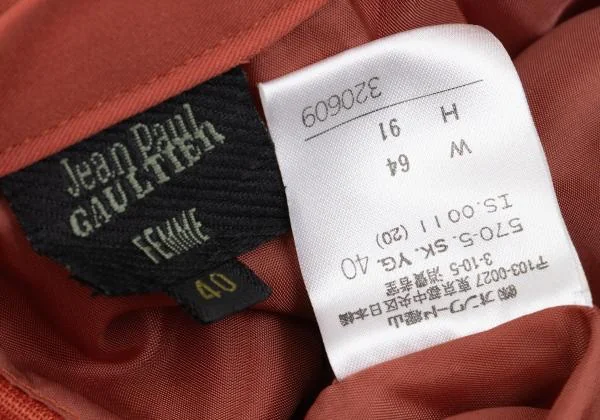 Jean Paul
GAULTIER
FEMME
40
㈱オンワード樫山
〒103-0027 東京都中央区日本橋
3-10-5 消費者室
570-5. SK. YG. 40
IS.0011 (20)
W 64
H 91
320609